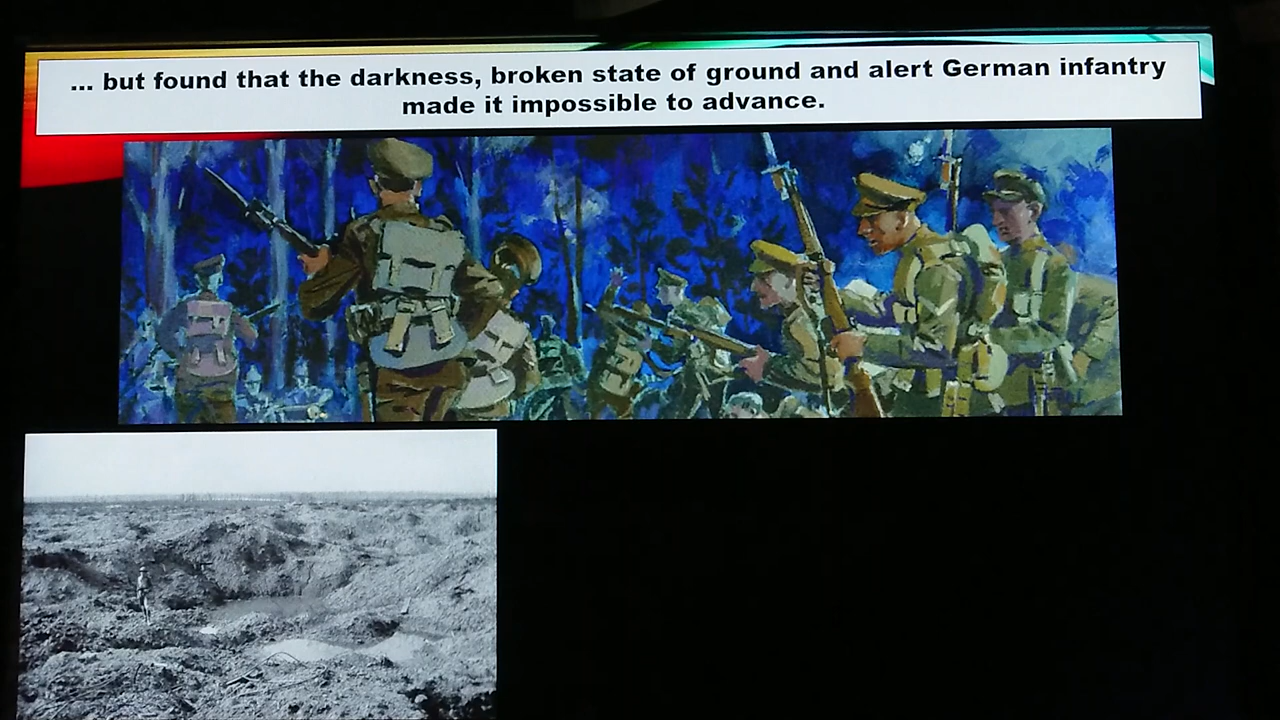 ... but found that the darkness, broken state of ground and alert German infantry
made it impossible to advance.